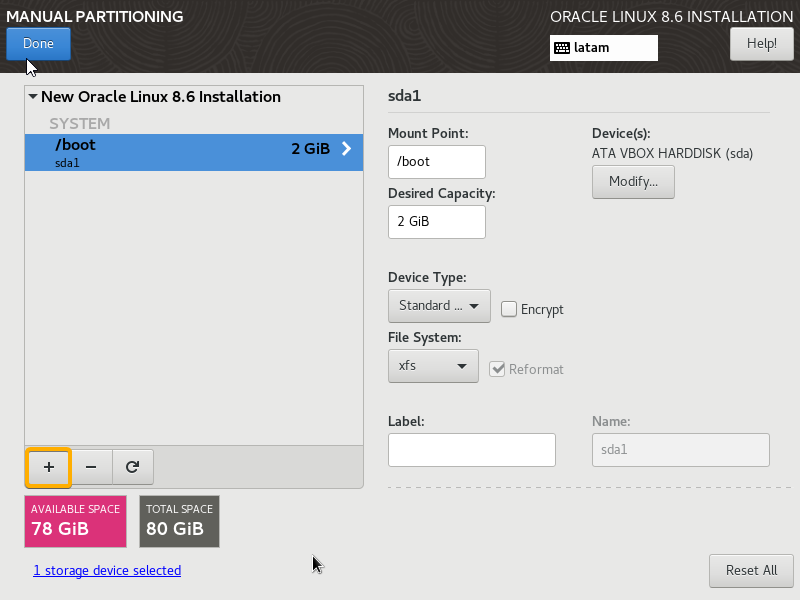 MANUAL PARTITIONING
ORACLE LINUX 8.6 INSTALLATION
Done
latam
Help!
New Oracle Linux 8.6 Installation
SYSTEM
/boot
2 GiB
sda1
+
−
AVAILABLE SPACE
78 GiB
TOTAL SPACE
80 GiB
1 storage device selected
sda1
Mount Point:
/boot
Desired Capacity:
2 GiB
Device(s):
ATA VBOX HARDDISK (sda)
Modify...
Device Type:
Standard ...
Encrypt
File System:
xfs
Reformat
Label:
Name:
sda1
Reset All